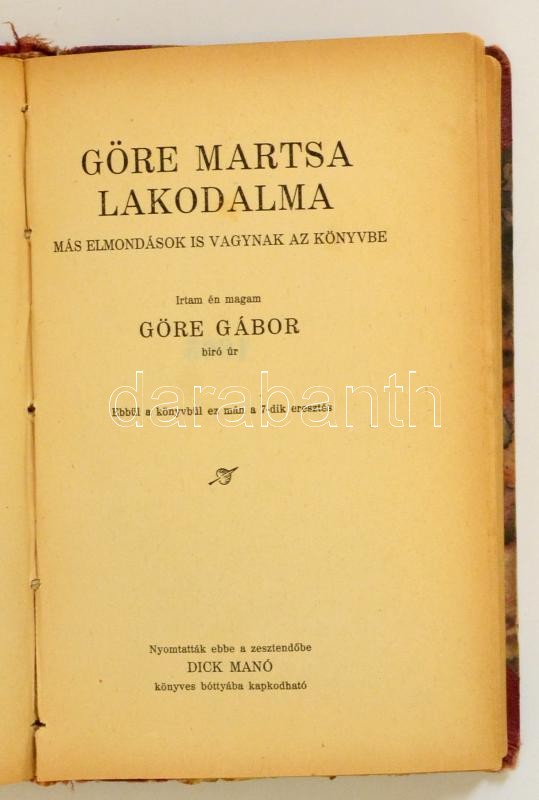 GÖRE MARTSA
LAKODALMA
MÁS ELMONDÁSOK IS VAGYNAK AZ KÖNYVBE
Irtam én magam
GÖRE GÁBOR
biró úr
darabanth
Ebbül a könyvbül ez mán a 7-dik eresztés
Nyomtatták ebbe a zesztendőbe
DICK MANÓ
könyves bóttyába kapkodható